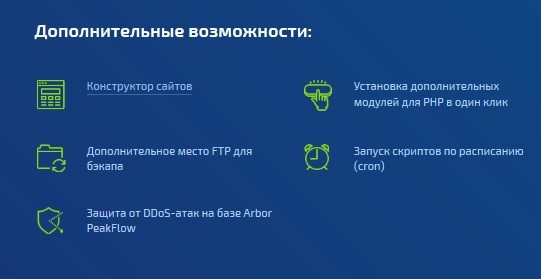 Дополнительные возможности:
Конструктор сайтов
Установка дополнительных
модулей для PHP в один клик
Дополнительное место FTP для
бэкапа
Запуск скриптов по расписанию
(cron)
Защита от DDoS-атак на базе Arbor
PeakFlow